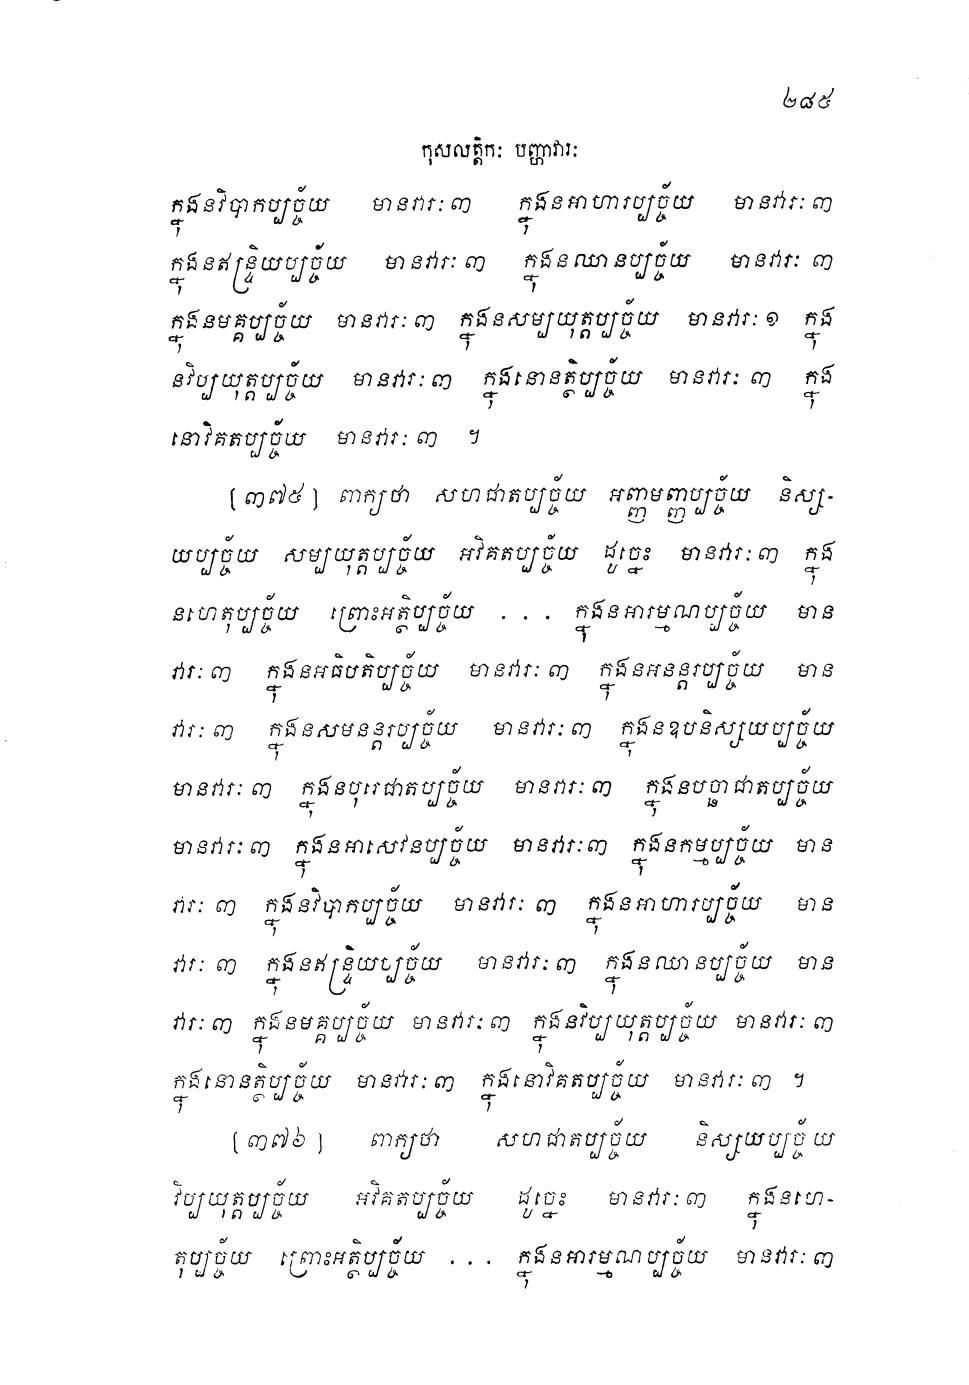 ២៨៥
កុសលត្តិកៈ បញ្ហាវារៈ
ក្នុងនវិបាកប្បច្ច័យ មានវារៈ ៣ ក្នុងនអាហារប្បច្ច័យ មានវារៈ ៣
ក្នុងនឥន្ទ្រិយប្បច្ច័យ មានវារៈ ៣ ក្នុងនឈានប្បច្ច័យ មានវារៈ ៣
ក្នុងនមគ្គប្បច្ច័យ មានវារៈ ៣ ក្នុងនសម្បយុត្តប្បច្ច័យ មានវារៈ ១ ក្នុង
នវិប្បយុត្តប្បច្ច័យ មានវារៈ ៣ ក្នុងនោនត្ថិប្បច្ច័យ មានវារៈ ៣ ក្នុង
នោវិគតប្បច្ច័យ មានវារៈ ៣ ។
[៣៧៥] ពាក្យថា សហជាតប្បច្ច័យ អញ្ញមញ្ញប្បច្ច័យ និស្ស-
យប្បច្ច័យ សម្បយុត្តប្បច្ច័យ អវិគតប្បច្ច័យ ដូច្នេះ មានវារៈ ៣ ក្នុង
នហេតុប្បច្ច័យ ព្រោះអត្ថិប្បច្ច័យ . . . ក្នុងនអារម្មណប្បច្ច័យ មាន
វារៈ ៣ ក្នុងនអធិបតិប្បច្ច័យ មានវារៈ ៣ ក្នុងនអនន្តរប្បច្ច័យ មាន
វារៈ ៣ ក្នុងនសមនន្តរប្បច្ច័យ មានវារៈ ៣ ក្នុងនឧបនិស្សយប្បច្ច័យ
មានវារៈ ៣ ក្នុងនបុរេជាតប្បច្ច័យ មានវារៈ ៣ ក្នុងនបច្ឆាជាតប្បច្ច័យ
មានវារៈ ៣ ក្នុងនអាសេវនប្បច្ច័យ មានវារៈ ៣ ក្នុងនកម្មប្បច្ច័យ មាន
វារៈ ៣ ក្នុងនវិបាកប្បច្ច័យ មានវារៈ ៣ ក្នុងនអាហារប្បច្ច័យ មាន
វារៈ ៣ ក្នុងនឥន្ទ្រិយប្បច្ច័យ មានវារៈ ៣ ក្នុងនឈានប្បច្ច័យ មាន
វារៈ ៣ ក្នុងនមគ្គប្បច្ច័យ មានវារៈ ៣ ក្នុងនវិប្បយុត្តប្បច្ច័យ មានវារៈ ៣
ក្នុងនោនត្ថិប្បច្ច័យ មានវារៈ ៣ ក្នុងនោវិគតប្បច្ច័យ មានវារៈ ៣ ។
[៣៧៦] ពាក្យថា សហជាតប្បច្ច័យ និស្សយប្បច្ច័យ
វិប្បយុត្តប្បច្ច័យ អវិគតប្បច្ច័យ ដូច្នេះ មានវារៈ ៣ ក្នុងនហេ-
តុប្បច្ច័យ ព្រោះអត្ថិប្បច្ច័យ . . . ក្នុងនអារម្មណប្បច្ច័យ មានវារៈ ៣